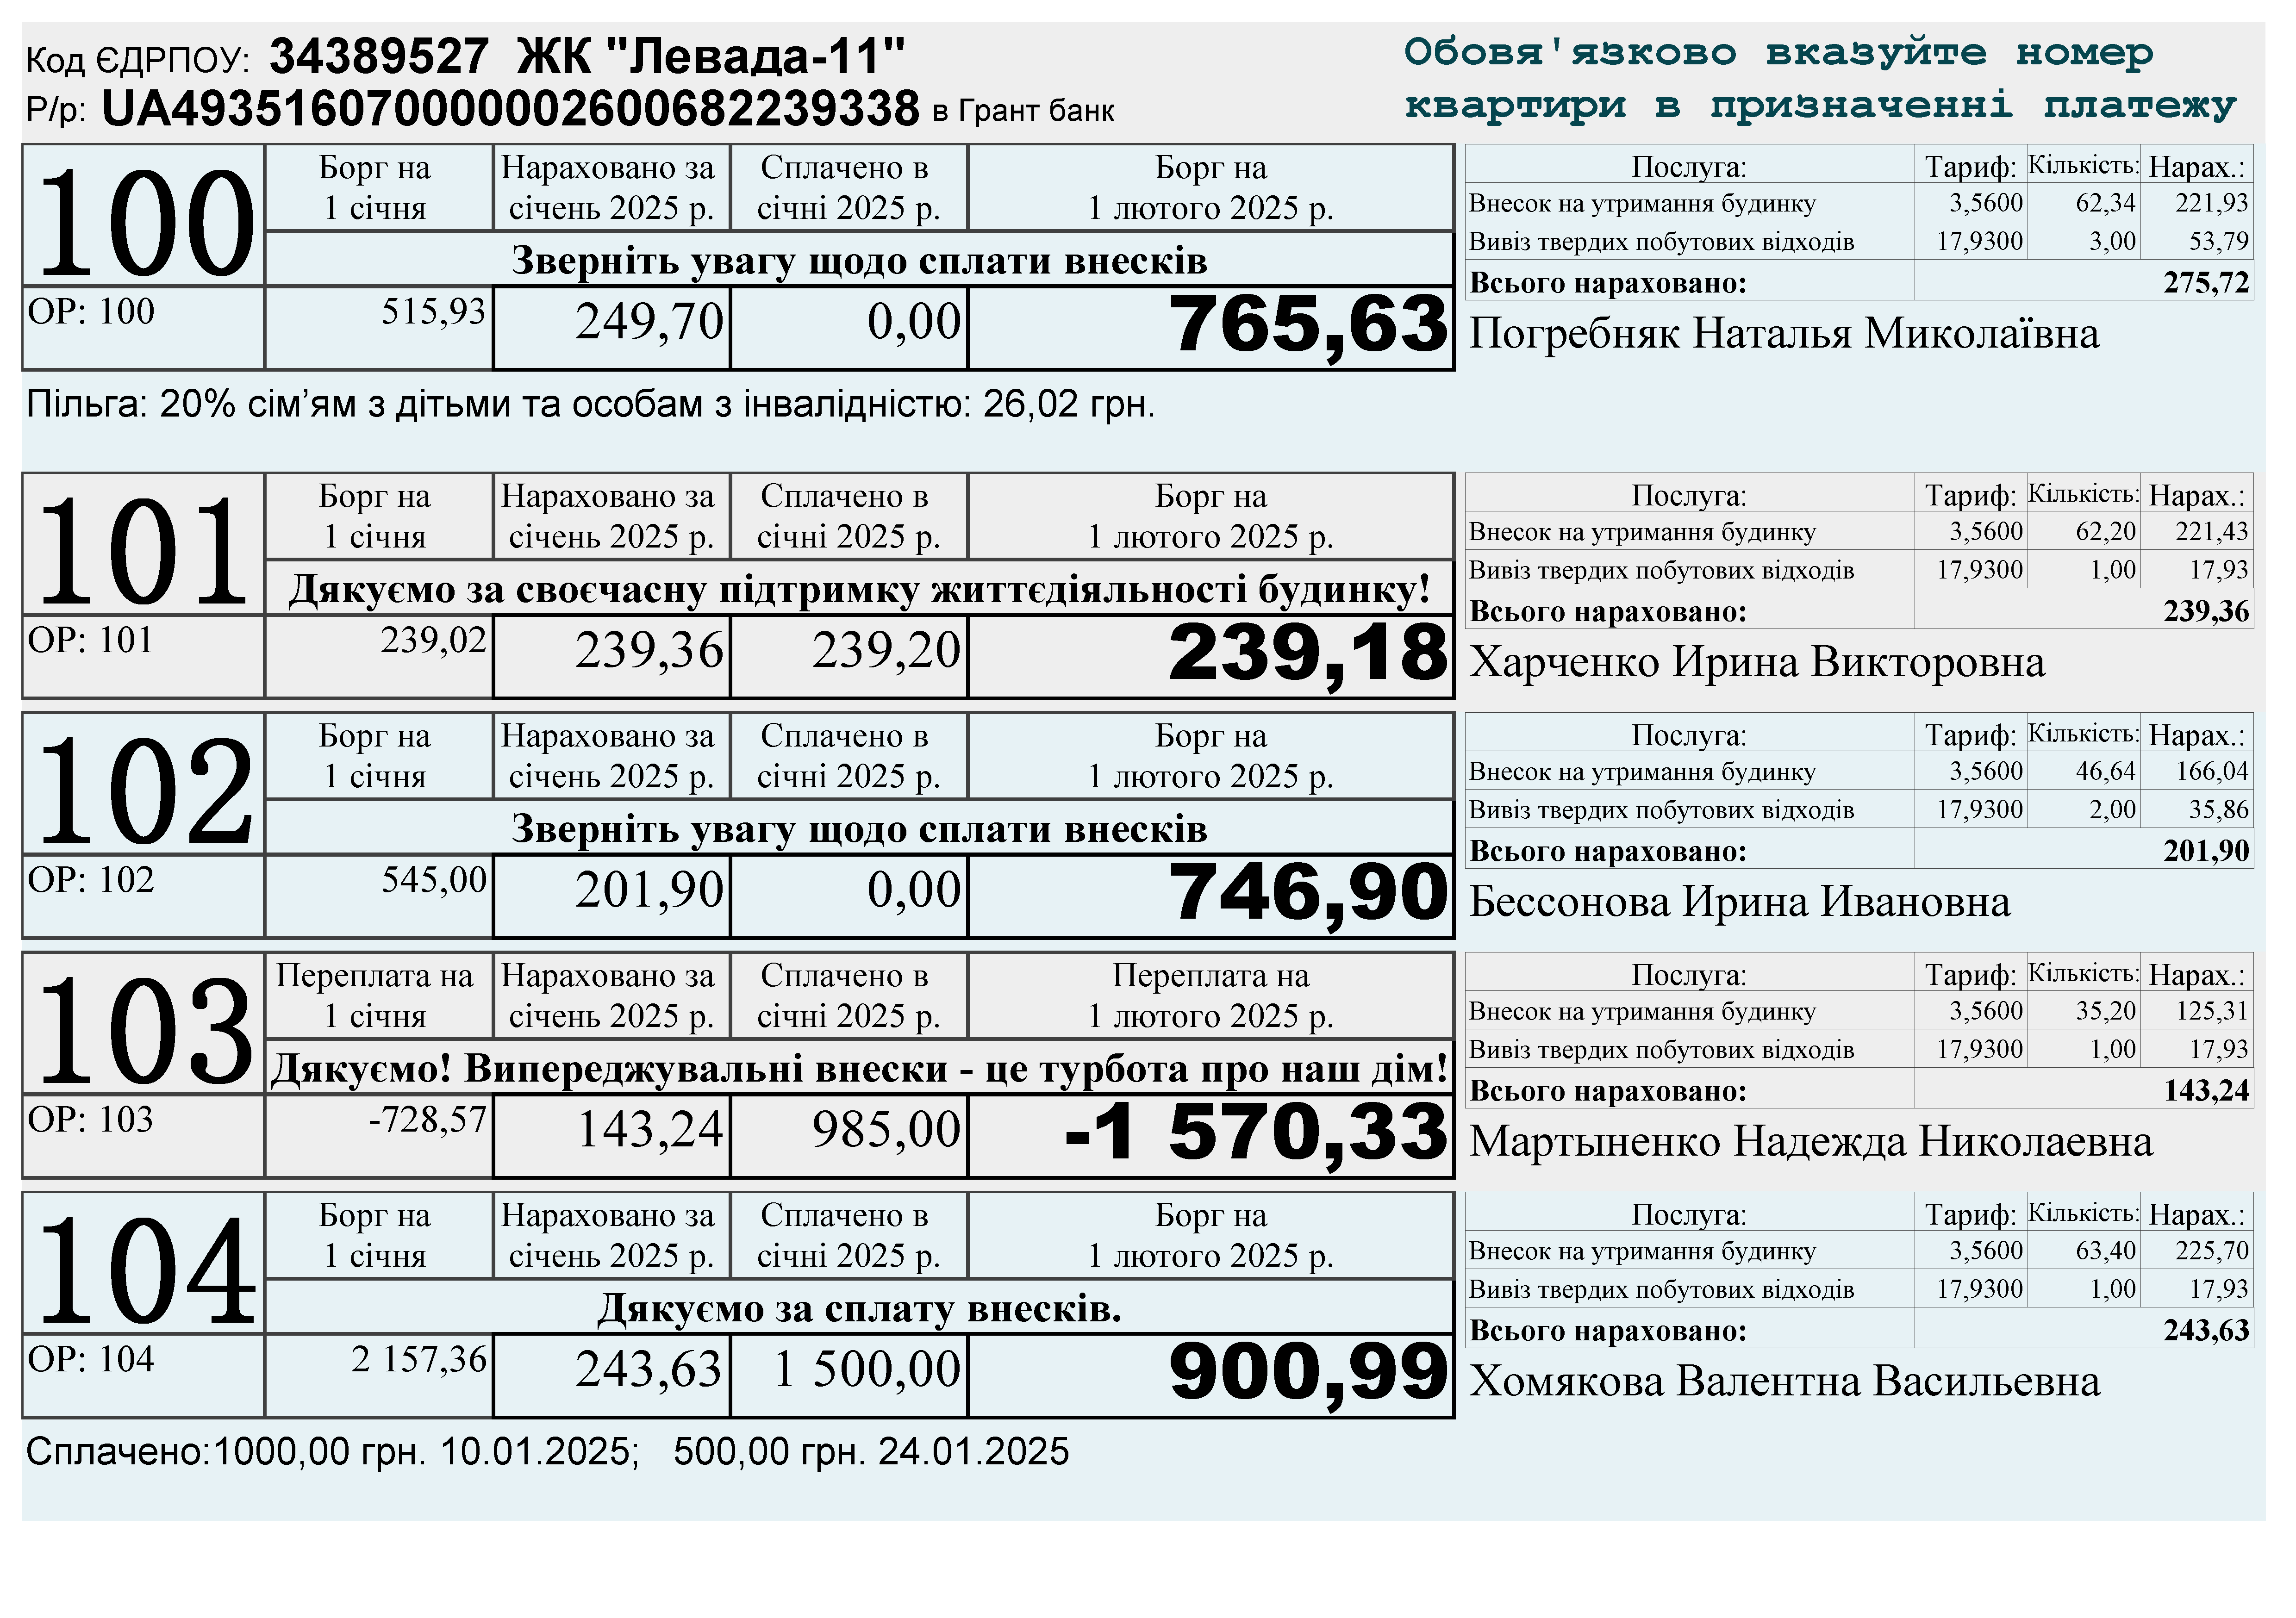 Код ЄДРПОУ: 34389527 ЖК "Левада-11"
Р/р: UA493516070000002600682239338 в Грант банк
Обовя'язково вказуйте номер
квартири в призначенні платежу
100 Борг на 1 січня Нараховано за січень 2025 р. Сплачено в січні 2025 р. Борг на 1 лютого 2025 р.
Зверніть увагу щодо сплати внесків
ОР: 100 515,93 249,70 0,00 765,63
Послуга: Тариф: Кількість: Нарах.:
Внесок на утримання будинку 3,5600 62,34 221,93
Вивіз твердих побутових відходів 17,9300 3,00 53,79
Всього нараховано: 275,72
Погребняк Наталья Миколаївна
Пільга: 20% сім’ям з дітьми та особам з інвалідністю: 26,02 грн.
101 Борг на 1 січня Нараховано за січень 2025 р. Сплачено в січні 2025 р. Борг на 1 лютого 2025 р.
Дякуємо за своєчасну підтримку життєдіяльності будинку!
ОР: 101 239,02 239,36 239,20 239,18
Послуга: Тариф: Кількість: Нарах.:
Внесок на утримання будинку 3,5600 62,20 221,43
Вивіз твердих побутових відходів 17,9300 1,00 17,93
Всього нараховано: 239,36
Харченко Ирина Викторовна
102 Борг на 1 січня Нараховано за січень 2025 р. Сплачено в січні 2025 р. Борг на 1 лютого 2025 р.
Зверніть увагу щодо сплати внесків
ОР: 102 545,00 201,90 0,00 746,90
Послуга: Тариф: Кількість: Нарах.:
Внесок на утримання будинку 3,5600 46,64 166,04
Вивіз твердих побутових відходів 17,9300 2,00 35,86
Всього нараховано: 201,90
Бессонова Ирина Ивановна
103 Переплата на 1 січня Нараховано за січень 2025 р. Сплачено в січні 2025 р. Переплата на 1 лютого 2025 р.
Дякуємо! Випереджувальні внески - це турбота про наш дім!
ОР: 103 -728,57 143,24 985,00 -1 570,33
Послуга: Тариф: Кількість: Нарах.:
Внесок на утримання будинку 3,5600 35,20 125,31
Вивіз твердих побутових відходів 17,9300 1,00 17,93
Всього нараховано: 143,24
Мартыненко Надежда Николаевна
104 Борг на 1 січня Нараховано за січень 2025 р. Сплачено в січні 2025 р. Борг на 1 лютого 2025 р.
Дякуємо за сплату внесків.
ОР: 104 2 157,36 243,63 1 500,00 900,99
Послуга: Тариф: Кількість: Нарах.:
Внесок на утримання будинку 3,5600 63,40 225,70
Вивіз твердих побутових відходів 17,9300 1,00 17,93
Всього нараховано: 243,63
Хомякова Валентна Васильевна
Сплачено:1000,00 грн. 10.01.2025; 500,00 грн. 24.01.2025